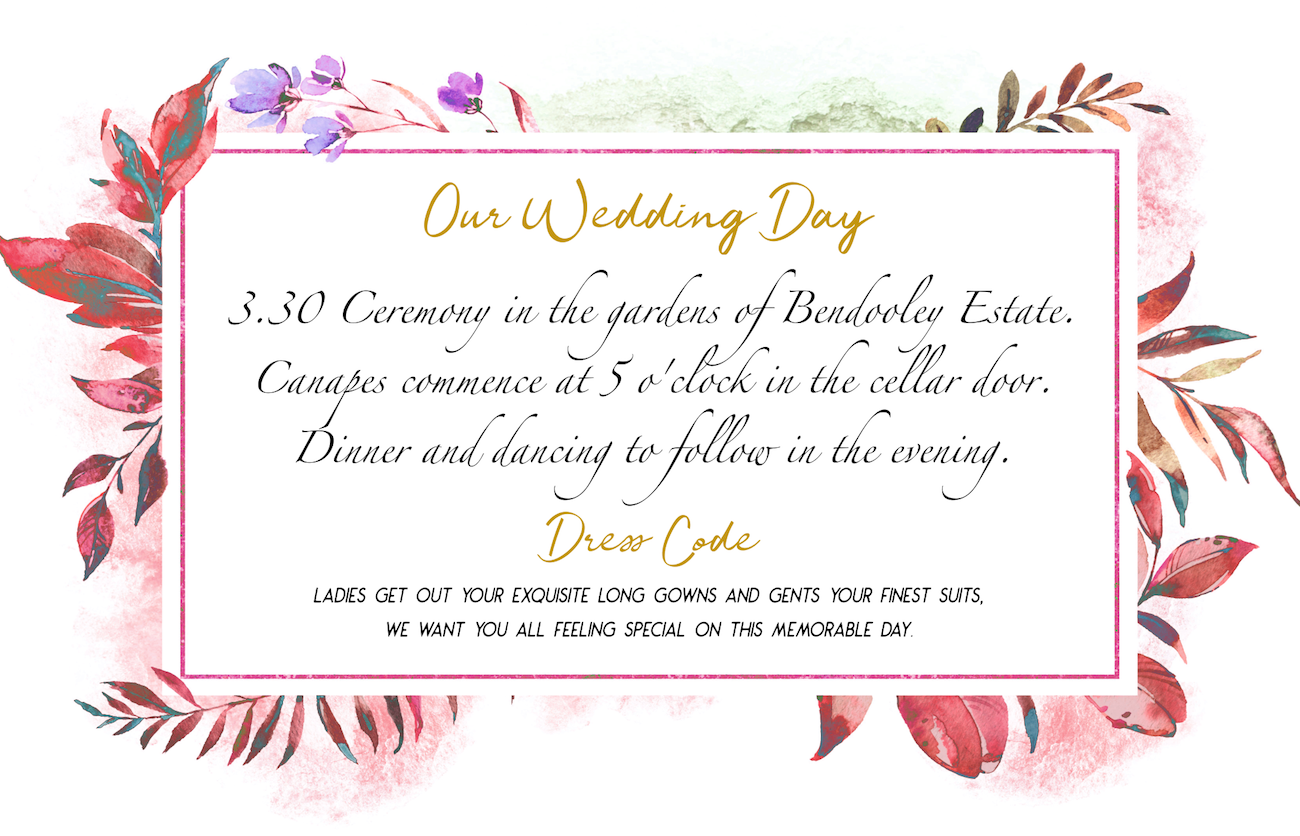 Our Wedding Day
3.30 Ceremony in the gardens of Bendooley Estate.
Canapes commence at 5 o'clock in the cellar door.
Dinner and dancing to follow in the evening.
Dress Code
LADIES GET OUT YOUR EXQUISITE LONG GOWNS AND GENTS YOUR FINEST SUITS,
WE WANT YOU ALL FEELING SPECIAL ON THIS MEMORABLE DAY.